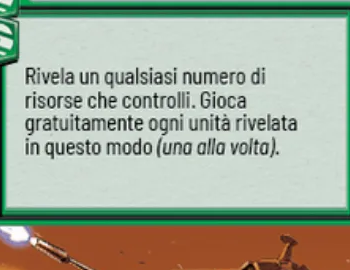 Rivela un qualsiasi numero di
risorse che controlli. Gioca
gratuitamente ogni unità rivelata
in questo modo (una alla volta).